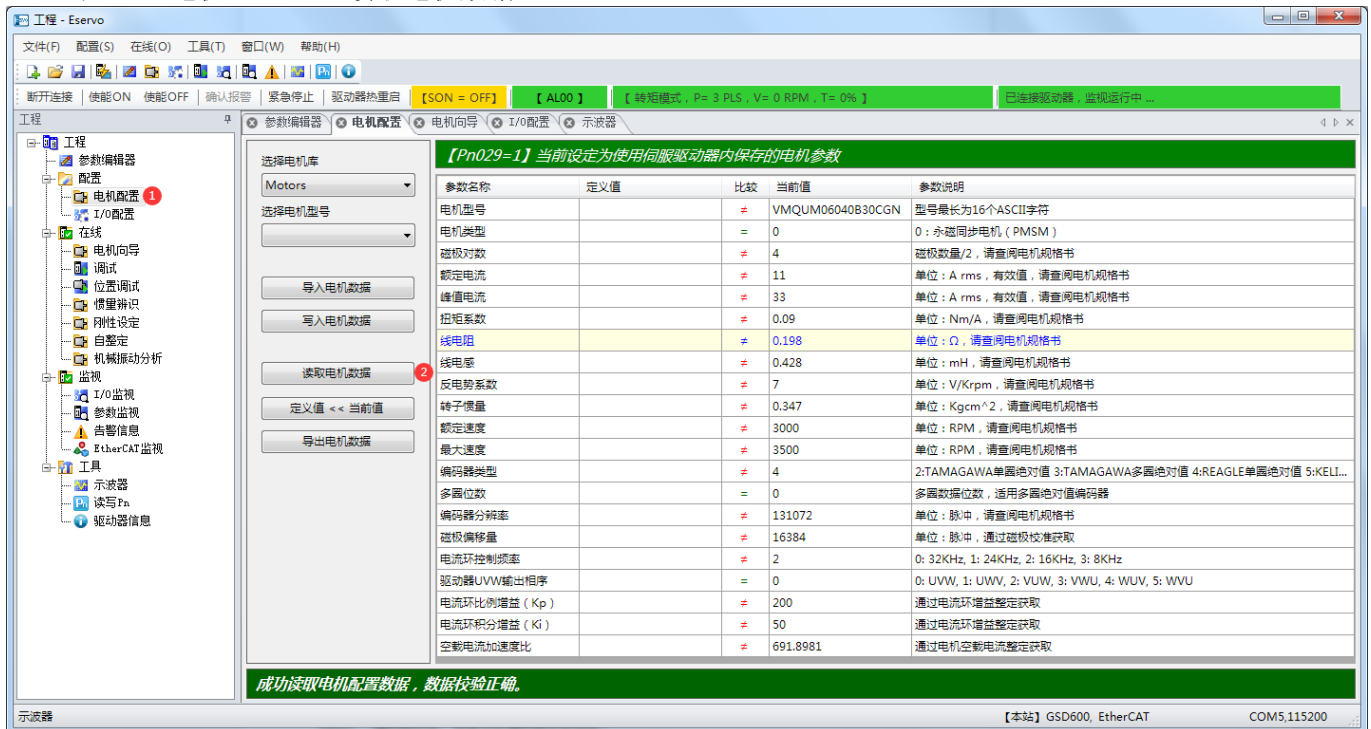 工程 - Eservo
文件(F) 配置(S) 在线(O) 工具(T) 窗口(W) 帮助(H)
断开连接 使能ON 使能OFF 确认报警 紧急停止 驱动器热重启 【SON = OFF】 【 AL00 】 【 转矩模式，P= 3 PLS，V= 0 RPM，T= 0% 】 已连接驱动器，监视运行中 ...
工程
参数编辑器 电机配置 电机向导 I/O配置 示波器
工程
参数编辑器
配置
电机配置 1
I/O配置
在线
电机向导
调试
位置调试
惯量辨识
刚性设定
自整定
机械振动分析
监视
I/O监视
参数监视
告警信息
EtherCAT监视
工具
示波器
读写Pn
驱动器信息
选择电机库
Motors
选择电机型号
导入电机数据
写入电机数据
读取电机数据 2
定义值 << 当前值
导出电机数据
【Pn029=1】当前设定为使用伺服驱动器内保存的电机参数
参数名称 定义值 比较 当前值 参数说明
电机型号 ≠ VMQUM06040B30CGN 型号最长为16个ASCII字符
电机类型 = 0 0：永磁同步电机（PMSM）
磁极对数 ≠ 4 磁极数量/2，请查阅电机规格书
额定电流 ≠ 11 单位：A rms，有效值，请查阅电机规格书
峰值电流 ≠ 33 单位：A rms，有效值，请查阅电机规格书
扭矩系数 ≠ 0.09 单位：Nm/A，请查阅电机规格书
线电阻 ≠ 0.198 单位：Ω，请查阅电机规格书
线电感 ≠ 0.428 单位：mH，请查阅电机规格书
反电势系数 ≠ 7 单位：V/Krpm，请查阅电机规格书
转子惯量 ≠ 0.347 单位：Kgcm^2，请查阅电机规格书
额定速度 ≠ 3000 单位：RPM，请查阅电机规格书
最大速度 ≠ 3500 单位：RPM，请查阅电机规格书
编码器类型 ≠ 4 2:TAMAGAWA单圈绝对值 3:TAMAGAWA多圈绝对值 4:REAGLE单圈绝对值 5:KELI...
多圈位数 = 0 多圈数据位数，适用多圈绝对值编码器
编码器分辨率 ≠ 131072 单位：脉冲，请查阅电机规格书
磁极偏移量 ≠ 16384 单位：脉冲，通过磁极校准获取
电流环控制频率 ≠ 2 0: 32KHz, 1: 24KHz, 2: 16KHz, 3: 8KHz
驱动器UVW输出相序 = 0 0: UVW, 1: UWV, 2: VUW, 3: VWU, 4: WUV, 5: WVU
电流环比例增益（Kp） ≠ 200 通过电流环增益整定获取
电流环积分增益（Ki） ≠ 50 通过电流环增益整定获取
空载电流加速度比 ≠ 691.8981 通过电机空载电流整定获取
成功读取电机配置数据，数据校验正确。
示波器 【本站】GSD600, EtherCAT COM5,115200